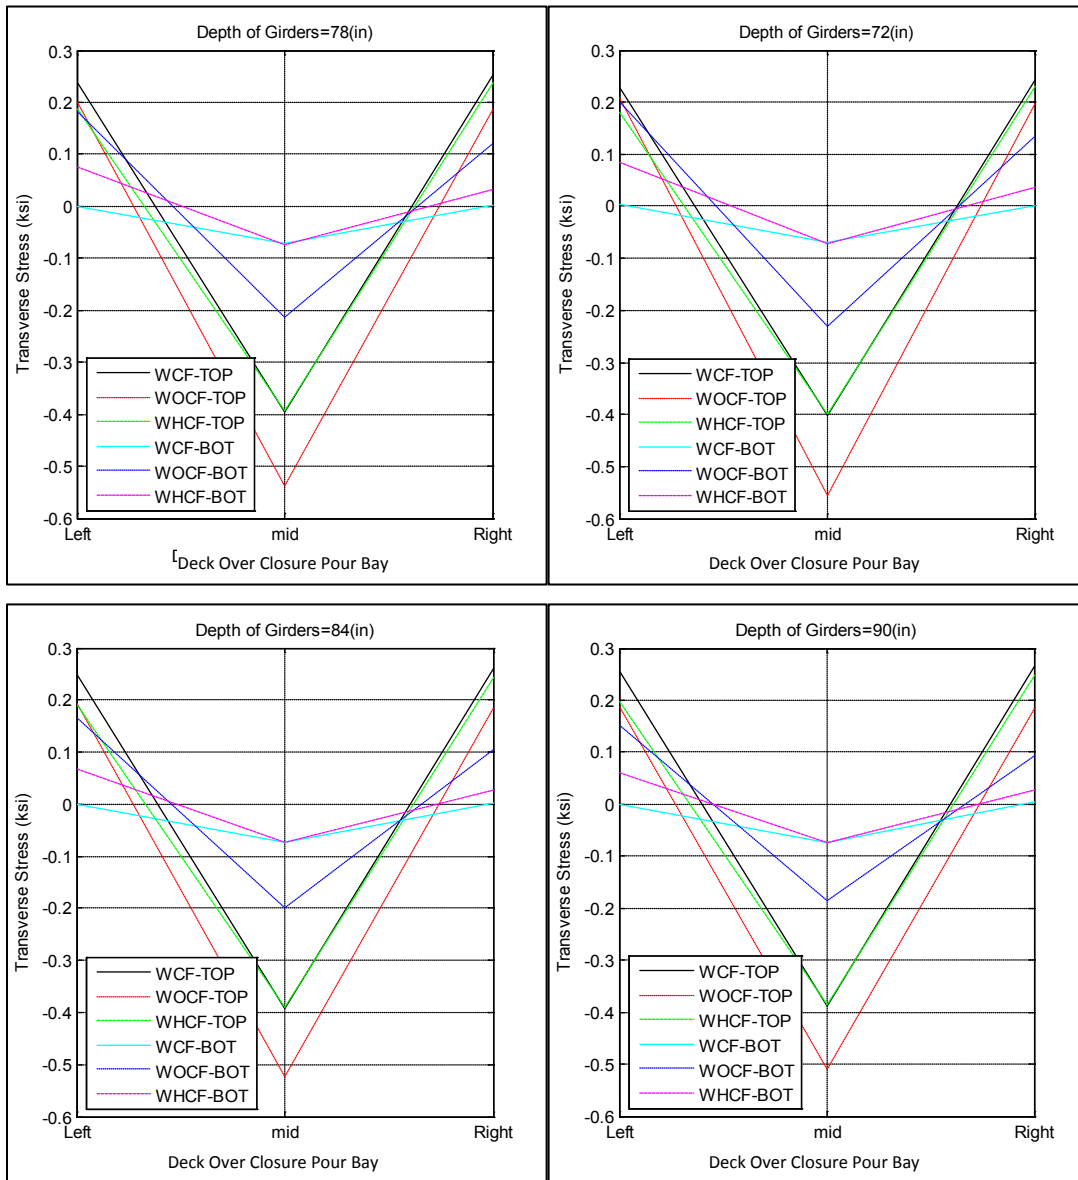 Depth of Girders=78(in)
0.3
0.2
0.1
0
-0.1
-0.2
-0.3
-0.4
-0.5
-0.6
Transverse Stress (ksi)
WCF-TOP
WOCF-TOP
WHCF-TOP
WCF-BOT
WOCF-BOT
WHCF-BOT
Left mid Right
[Deck Over Closure Pour Bay
Depth of Girders=72(in)
0.3
0.2
0.1
0
-0.1
-0.2
-0.3
-0.4
-0.5
-0.6
Transverse Stress (ksi)
WCF-TOP
WOCF-TOP
WHCF-TOP
WCF-BOT
WOCF-BOT
WHCF-BOT
Left mid Right
Deck Over Closure Pour Bay
Depth of Girders=84(in)
0.3
0.2
0.1
0
-0.1
-0.2
-0.3
-0.4
-0.5
-0.6
Transverse Stress (ksi)
WCF-TOP
WOCF-TOP
WHCF-TOP
WCF-BOT
WOCF-BOT
WHCF-BOT
Left mid Right
Deck Over Closure Pour Bay
Depth of Girders=90(in)
0.3
0.2
0.1
0
-0.1
-0.2
-0.3
-0.4
-0.5
-0.6
Transverse Stress (ksi)
WCF-TOP
WOCF-TOP
WHCF-TOP
WCF-BOT
WOCF-BOT
WHCF-BOT
Left mid Right
Deck Over Closure Pour Bay